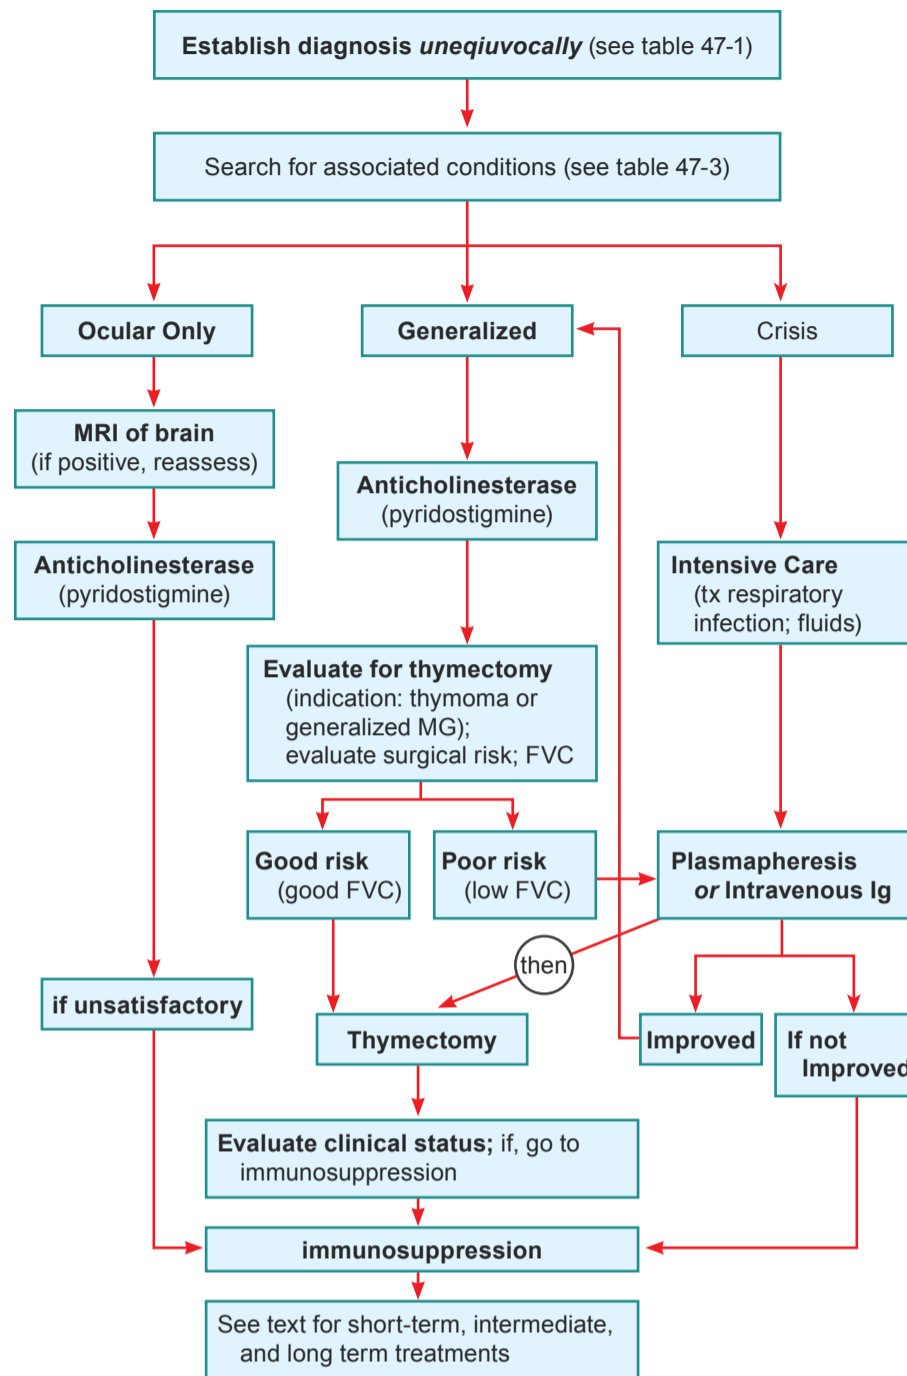 Establish diagnosis uneqiuvocally (see table 47-1)
Search for associated conditions (see table 47-3)
Ocular Only
Generalized
Crisis
MRI of brain
(if positive, reassess)
Anticholinesterase
(pyridostigmine)
Anticholinesterase
(pyridostigmine)
Intensive Care
(tx respiratory
infection; fluids)
Evaluate for thymectomy
(indication: thymoma or
generalized MG);
evaluate surgical risk; FVC
Good risk
(good FVC)
Poor risk
(low FVC)
Plasmapheresis
or Intravenous Ig
then
if unsatisfactory
Thymectomy
Improved
If not
Improved
Evaluate clinical status; if, go to
immunosuppression
immunosuppression
See text for short-term, intermediate,
and long term treatments